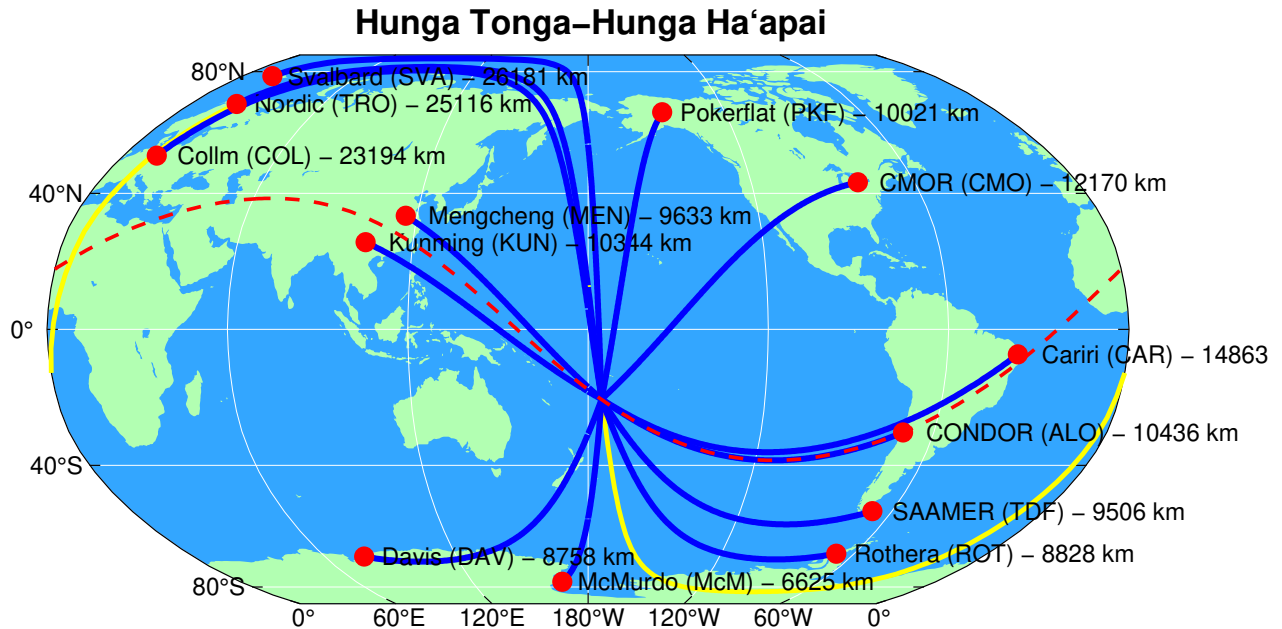 Hunga Tonga–Hunga Ha‘apai
80°N
Svalbard (SVA) – 26181 km
Nordic (TRO) – 25116 km
Pokerflat (PKF) – 10021 km
Collm (COL) – 23194 km
CMOR (CMO) – 12170 km
40°N
Mengcheng (MEN) – 9633 km
Kunming (KUN) – 10344 km
0°
Cariri (CAR) – 14863
CONDOR (ALO) – 10436 km
40°S
SAAMER (TDF) – 9506 km
Davis (DAV) – 8758 km
Rothera (ROT) – 8828 km
McMurdo (McM) – 6625 km
80°S
0° 60°E 120°E 180°W 120°W 60°W 0°